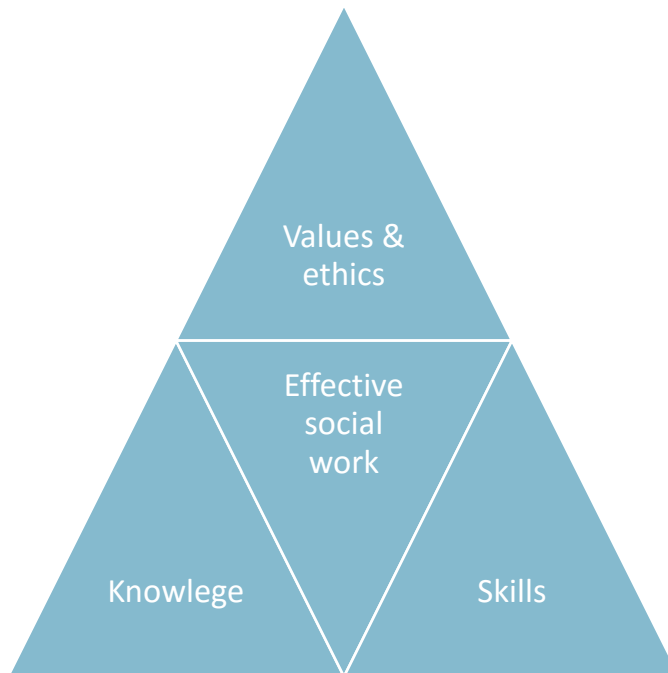 Values &
ethics
Effective
social
work
Knowlege
Skills